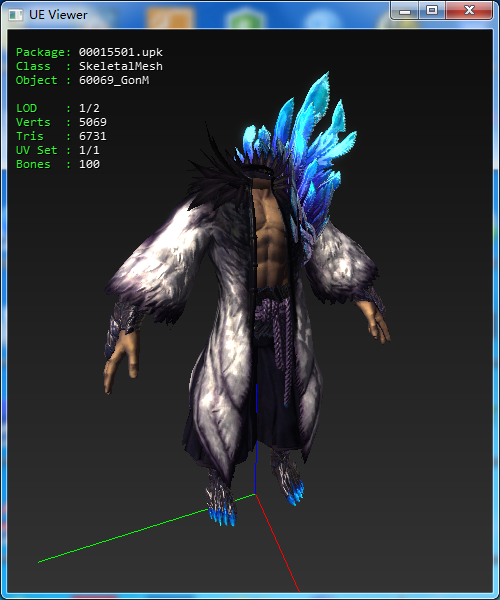 UE Viewer
Package: 00015501.upk
Class : SkeletalMesh
Object : 60069_GonM
LOD : 1/2
Verts : 5069
Tris : 6731
UV Set : 1/1
Bones : 100